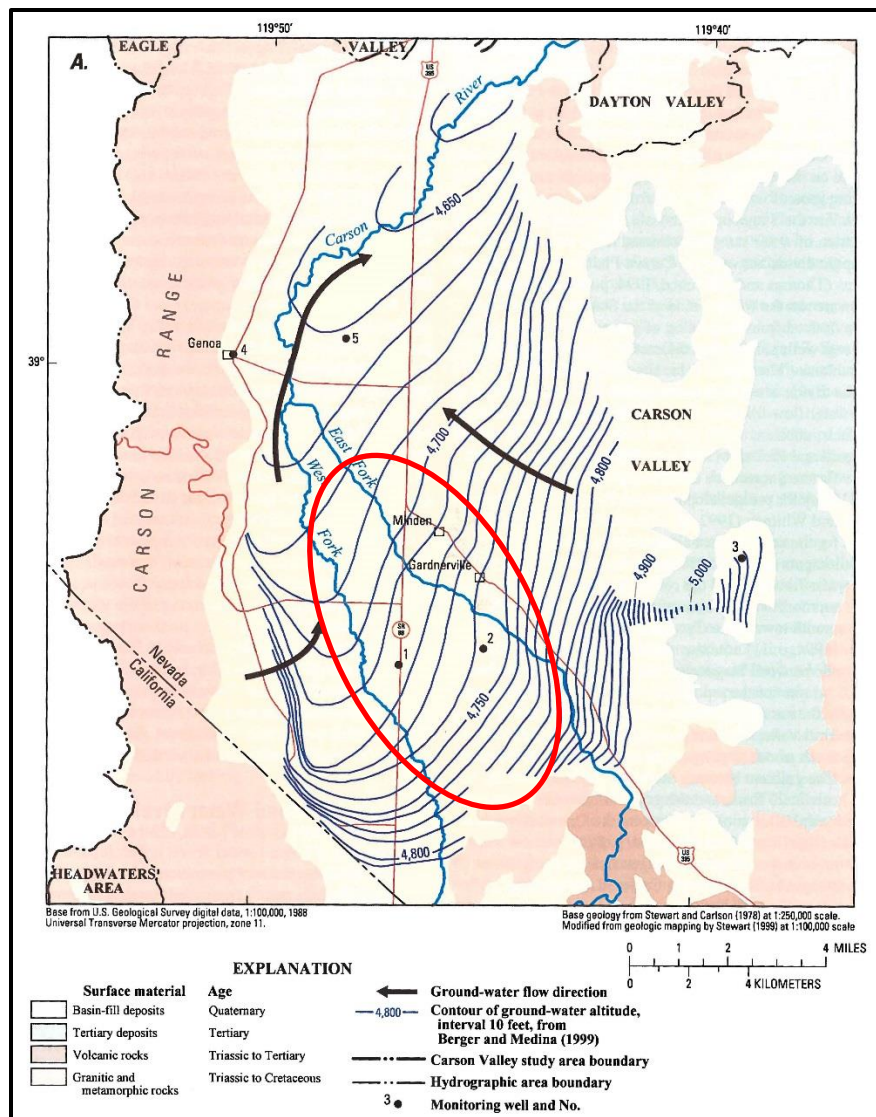 119°50'
119°40'
A.
EAGLE
VALLEY
US
395
River
DAYTON VALLEY
4,650
Carson
RANGE
Genoa
4
5
39°
East Fork
West
Fork
4,700
CARSON
VALLEY
4,800
CARSON
Minden
Gardnerville
3
4,900
5,000
SR
88
1
2
Nevada
California
4,750
4,800
HEADWATERS
AREA
US
395
Base from U.S. Geological Survey digital data, 1:100,000, 1988
Universal Transverse Mercator projection, zone 11.
Base geology from Stewart and Carlson (1978) at 1:250,000 scale.
Modified from geologic mapping by Stewart (1999) at 1:100,000 scale
0 1 2 4 MILES
0 2 4 KILOMETERS
EXPLANATION
Surface material Age
Basin-fill deposits Quaternary
Tertiary deposits Tertiary
Volcanic rocks Triassic to Tertiary
Granitic and
metamorphic rocks Triassic to Cretaceous
Ground-water flow direction
4,800 Contour of ground-water altitude,
interval 10 feet, from
Berger and Medina (1999)
Carson Valley study area boundary
Hydrographic area boundary
3 Monitoring well and No.